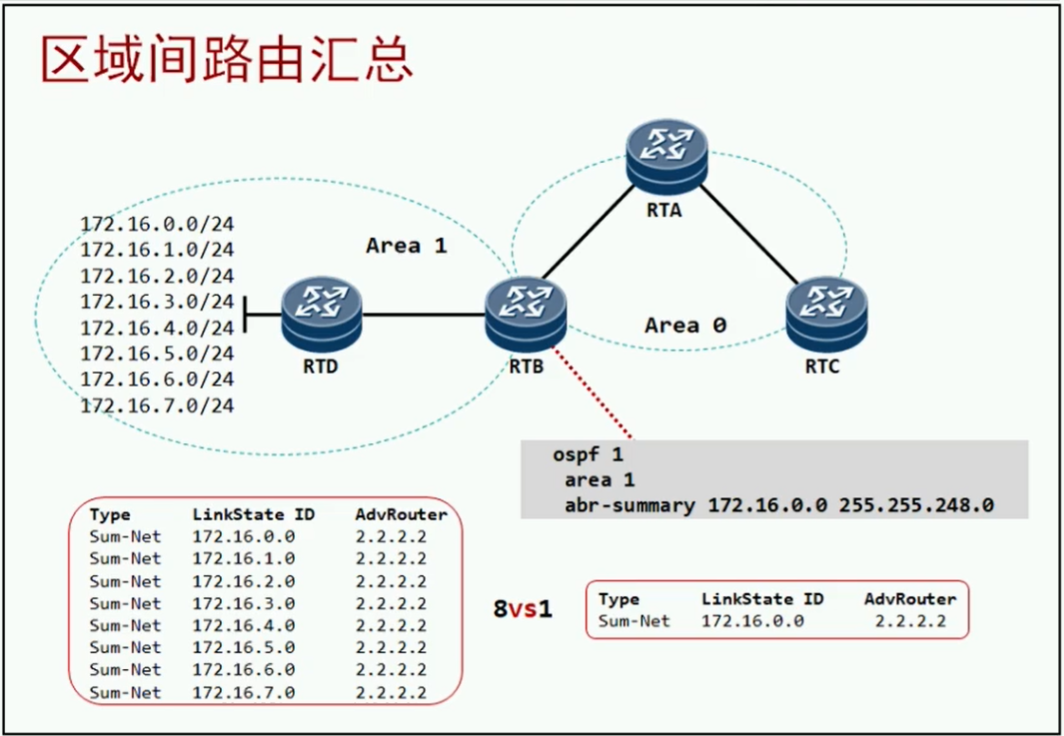 区域间路由汇总
RTA
172.16.0.0/24
172.16.1.0/24
172.16.2.0/24
172.16.3.0/24
172.16.4.0/24
172.16.5.0/24
172.16.6.0/24
172.16.7.0/24
Area 1
Area 0
RTD
RTB
RTC
ospf 1
area 1
abr-summary 172.16.0.0 255.255.248.0
Type LinkState ID AdvRouter
Sum-Net 172.16.0.0 2.2.2.2
Sum-Net 172.16.1.0 2.2.2.2
Sum-Net 172.16.2.0 2.2.2.2
Sum-Net 172.16.3.0 2.2.2.2
Sum-Net 172.16.4.0 2.2.2.2
Sum-Net 172.16.5.0 2.2.2.2
Sum-Net 172.16.6.0 2.2.2.2
Sum-Net 172.16.7.0 2.2.2.2
8vs1
Type LinkState ID AdvRouter
Sum-Net 172.16.0.0 2.2.2.2